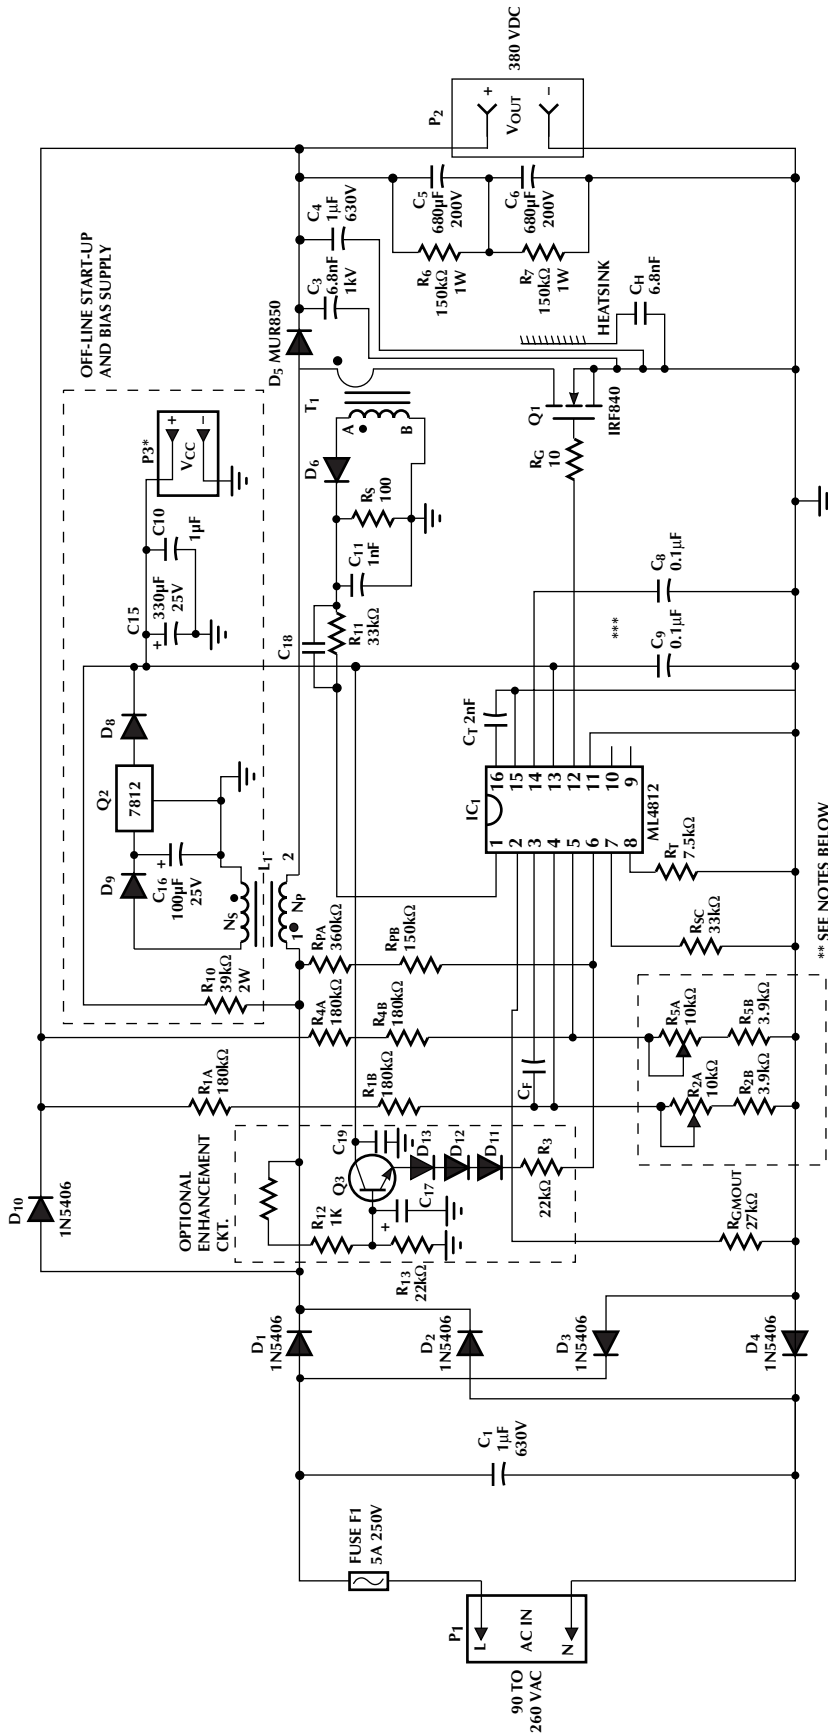 P1
L
AC IN
N
90 TO
260 VAC
FUSE F1
5A 250V
C1
1µF
630V
D1
1N5406
D2
1N5406
D3
1N5406
D4
1N5406
D10
1N5406
OPTIONAL
ENHANCEMENT
CKT.
R12
1K
R13
22kΩ
+
C17
Q3
C19
D13
D12
D11
R3
22kΩ
RGMOUT
27kΩ
R1A
180kΩ
R1B
180kΩ
CF
R2A
10kΩ
R2B
3.9kΩ
R4A
180kΩ
R4B
180kΩ
R5A
10kΩ
R5B
3.9kΩ
** SEE NOTES BELOW
RPA
360kΩ
RPB
150kΩ
RSC
33kΩ
RT
7.5kΩ
OFF-LINE START-UP
AND BIAS SUPPLY
R10
39kΩ
2W
NS
NP
L1
1
2
D9
C16
+
100µF
25V
Q2
7812
D8
C15
+
330µF
25V
C10
1µF
P3*
+
VCC
−
IC1
ML4812
1
2
3
4
5
6
7
8
16
15
14
13
12
11
10
9
CT 2nF
C18
R11
33kΩ
C11
1nF
RS
100
D6
T1
A
B
C9
0.1µF
C8
0.1µF
***
RG
10
Q1
IRF840
D5 MUR850
C3
6.8nF
1kV
C4
1µF
630V
HEATSINK
CH
6.8nF
R6
150kΩ
1W
R7
150kΩ
1W
C5
680µF
200V
C6
680µF
200V
P2
+
VOUT
−
380 VDC